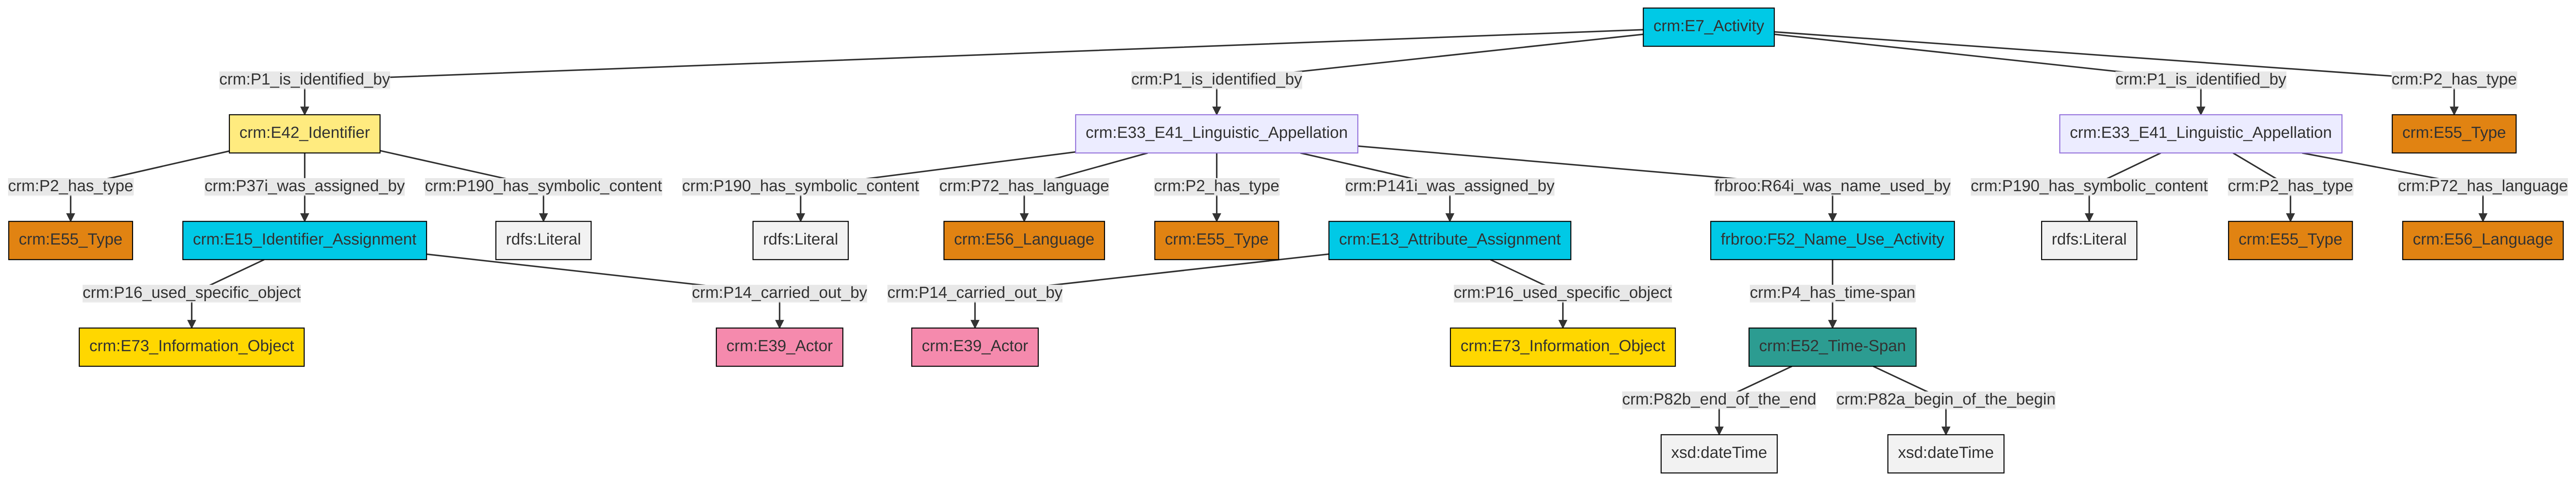 crm:E7_Activity
crm:P1_is_identified_by
crm:P1_is_identified_by
crm:P1_is_identified_by
crm:P2_has_type
crm:E42_Identifier
crm:E33_E41_Linguistic_Appellation
crm:E33_E41_Linguistic_Appellation
crm:E55_Type
crm:P2_has_type
crm:P37i_was_assigned_by
crm:P190_has_symbolic_content
crm:P190_has_symbolic_content
crm:P72_has_language
crm:P2_has_type
crm:P141i_was_assigned_by
frbroo:R64i_was_name_used_by
crm:P190_has_symbolic_content
crm:P2_has_type
crm:P72_has_language
crm:E55_Type
crm:E15_Identifier_Assignment
rdfs:Literal
rdfs:Literal
crm:E56_Language
crm:E55_Type
crm:E13_Attribute_Assignment
frbroo:F52_Name_Use_Activity
rdfs:Literal
crm:E55_Type
crm:E56_Language
crm:P16_used_specific_object
crm:P14_carried_out_by
crm:P14_carried_out_by
crm:P16_used_specific_object
crm:P4_has_time-span
crm:E73_Information_Object
crm:E39_Actor
crm:E39_Actor
crm:E73_Information_Object
crm:E52_Time-Span
crm:P82b_end_of_the_end
crm:P82a_begin_of_the_begin
xsd:dateTime
xsd:dateTime